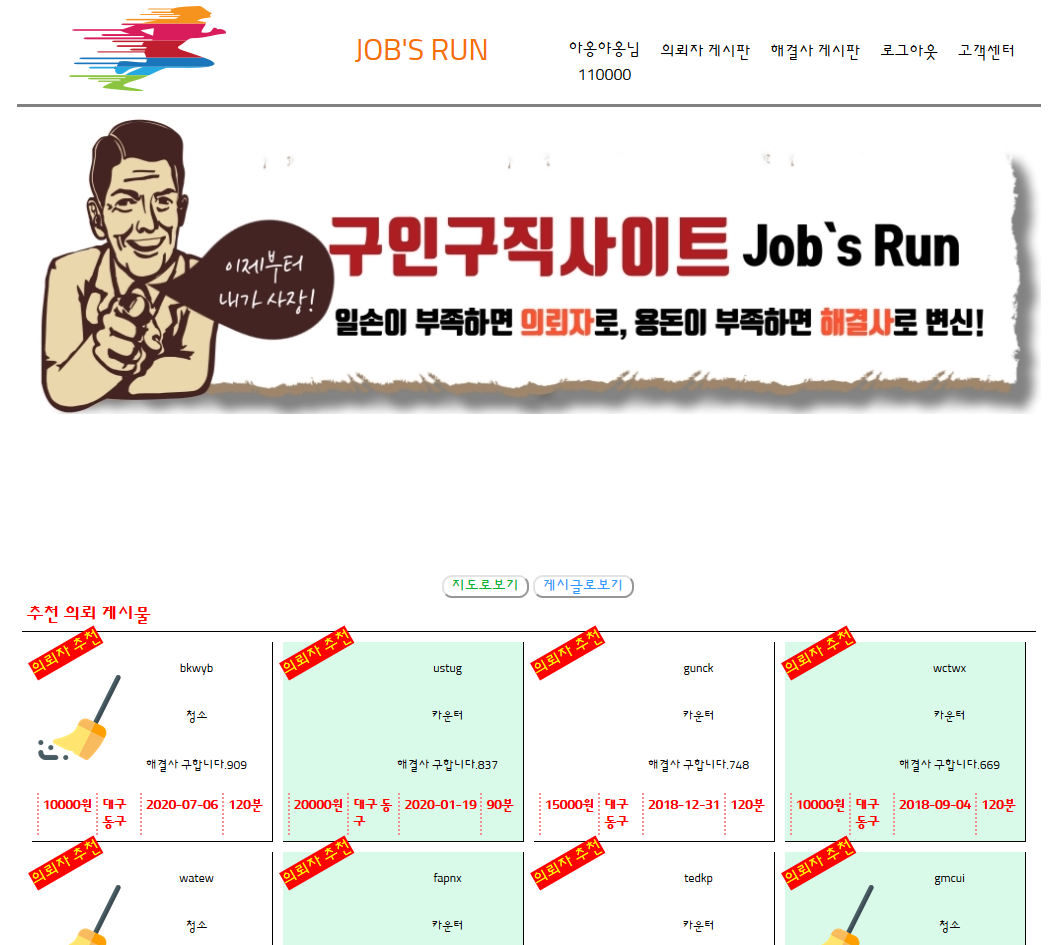 JOB'S RUN
아옹아옹님 의뢰자 게시판 해결사 게시판 로그아웃 고객센터
110000
이제부터
내가 사장!
구인구직사이트 Job`s Run
일손이 부족하면 의뢰자로, 용돈이 부족하면 해결사로 변신!
지도로보기 게시글로보기
추천 의뢰 게시물
의뢰자 추천
bkwyb
청소
해결사 구합니다.909
10000원 대구 2020-07-06 120분
동구
의뢰자 추천
ustug
카운터
해결사 구합니다.837
20000원 대구 동 2020-01-19 90분
구
의뢰자 추천
gunck
카운터
해결사 구합니다.748
15000원 대구 2018-12-31 120분
동구
의뢰자 추천
wctwx
카운터
해결사 구합니다.669
10000원 대구 2018-09-04 120분
동구
의뢰자 추천
watew
청소
의뢰자 추천
fapnx
카운터
의뢰자 추천
tedkp
카운터
의뢰자 추천
gmcui
청소